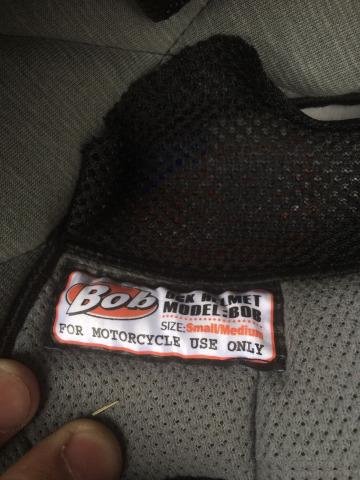 Bob
HELMET
MODEL:BOB
SIZE:Small/Medium
FOR MOTORCYCLE USE ONLY